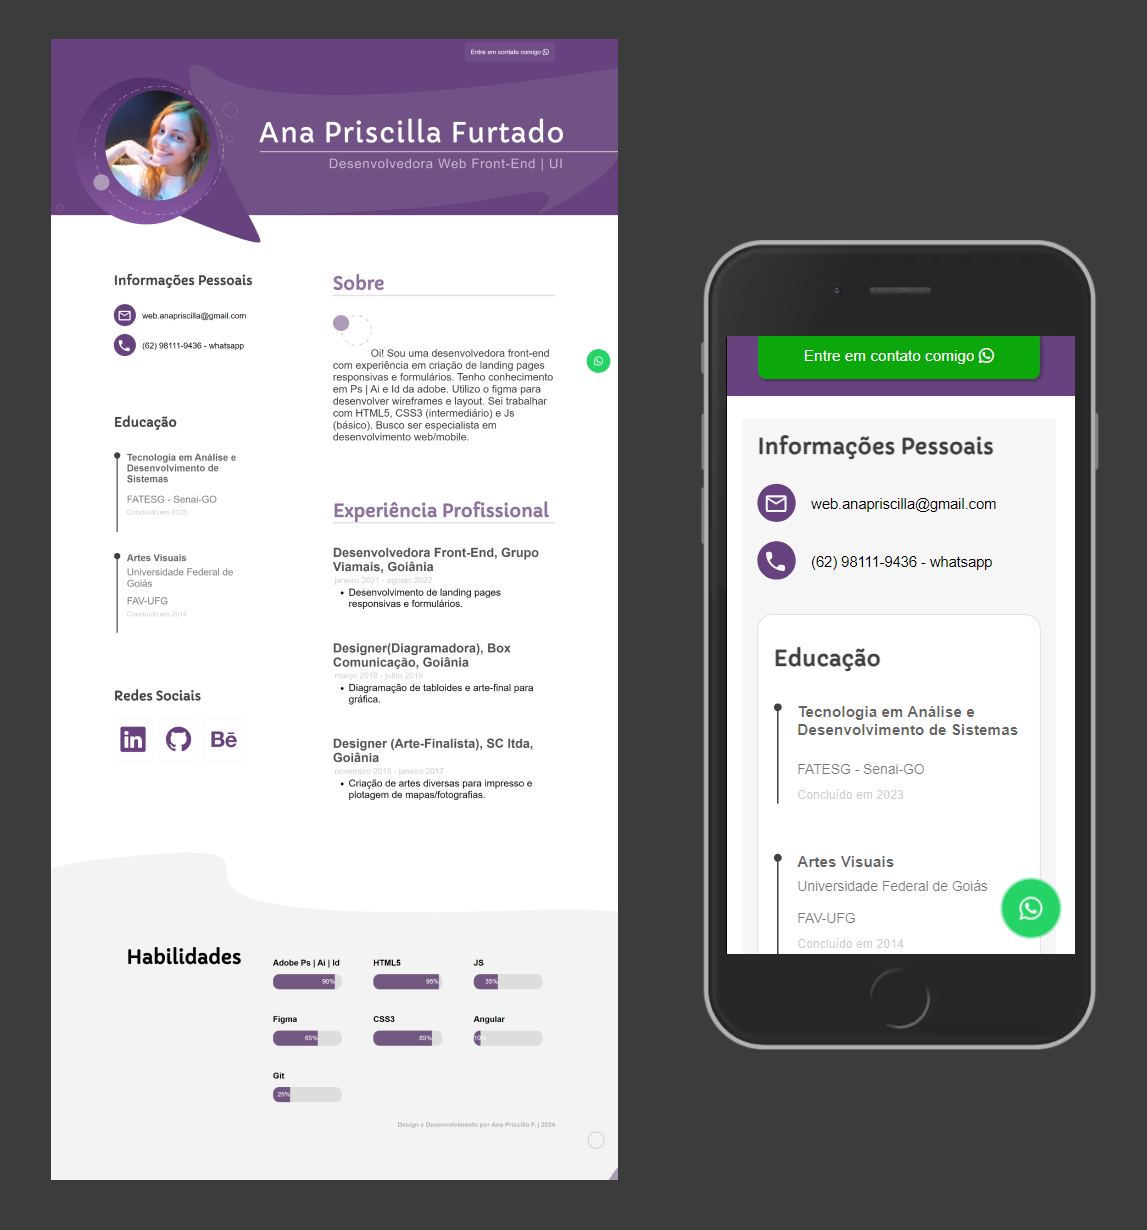 Entre em contato comigo
Ana Priscilla Furtado
Desenvolvedora Web Front-End | UI
Informações Pessoais
web.anapriscilla@gmail.com
(62) 98111-9436 - whatsapp
Educação
Tecnologia em Análise e
Desenvolvimento de
Sistemas
FATESG - Senai-GO
Concluído em 2023
Artes Visuais
Universidade Federal de
Goiás
FAV-UFG
Concluído em 2014
Redes Sociais
in
Bē
Sobre
Oi! Sou uma desenvolvedora front-end
com experiência em criação de landing pages
responsivas e formulários. Tenho conhecimento
em Ps | Ai e Id da adobe. Utilizo o figma para
desenvolver wireframes e layout. Sei trabalhar
com HTML5, CSS3 (intermediário) e Js
(básico). Busco ser especialista em
desenvolvimento web/mobile.
Experiência Profissional
Desenvolvedora Front-End, Grupo
Viamais, Goiânia
janeiro 2021 - agosto 2022
• Desenvolvimento de landing pages
responsivas e formulários.
Designer(Diagramadora), Box
Comunicação, Goiânia
março 2018 - julho 2019
• Diagramação de tabloides e arte-final para
gráfica.
Designer (Arte-Finalista), SC ltda,
Goiânia
novembro 2015 - janeiro 2017
• Criação de artes diversas para impresso e
plotagem de mapas/fotografias.
Habilidades
Adobe Ps | Ai | Id
90%
HTML5
95%
JS
35%
Figma
65%
CSS3
85%
Angular
10%
Git
25%
Design e Desenvolvimento por Ana Priscilla F. | 2024
Entre em contato comigo
Informações Pessoais
web.anapriscilla@gmail.com
(62) 98111-9436 - whatsapp
Educação
Tecnologia em Análise e
Desenvolvimento de Sistemas
FATESG - Senai-GO
Concluído em 2023
Artes Visuais
Universidade Federal de Goiás
FAV-UFG
Concluído em 2014